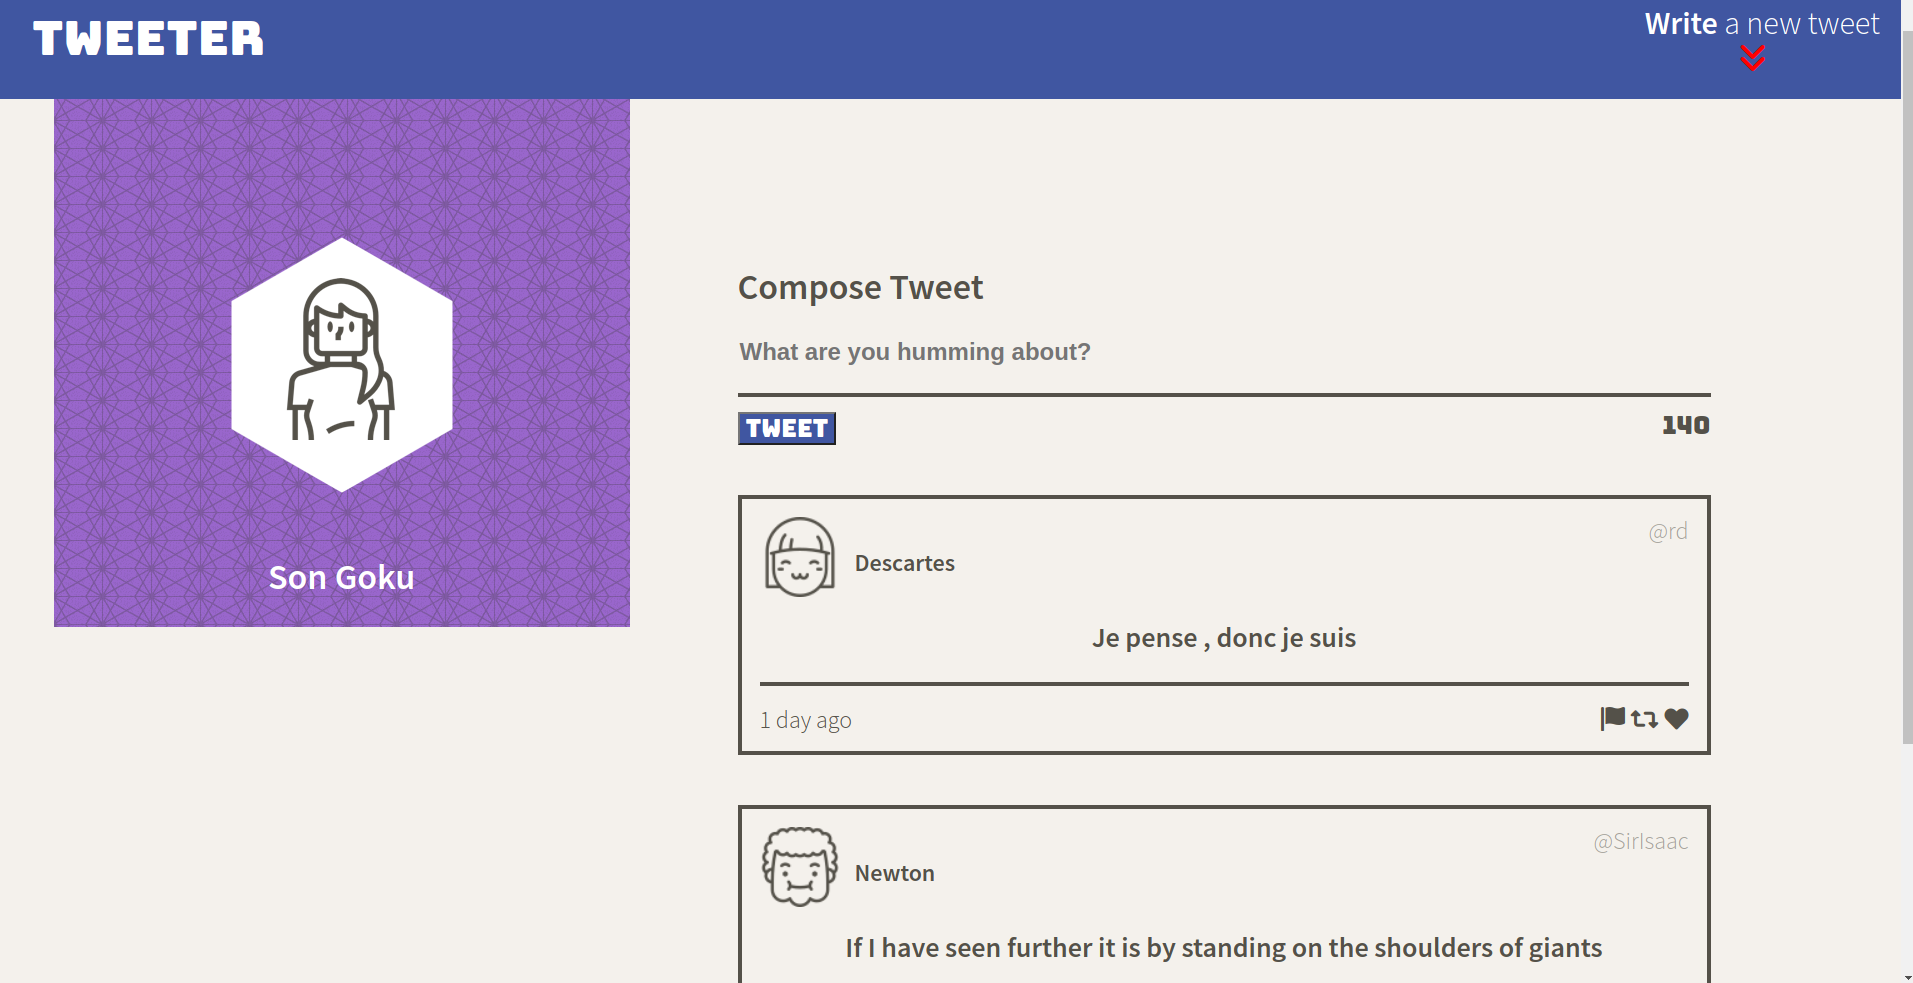 TWEETER
Write a new tweet
Son Goku
Compose Tweet
What are you humming about?
TWEET
140
Descartes
@rd
Je pense , donc je suis
1 day ago
Newton
@SirIsaac
If I have seen further it is by standing on the shoulders of giants